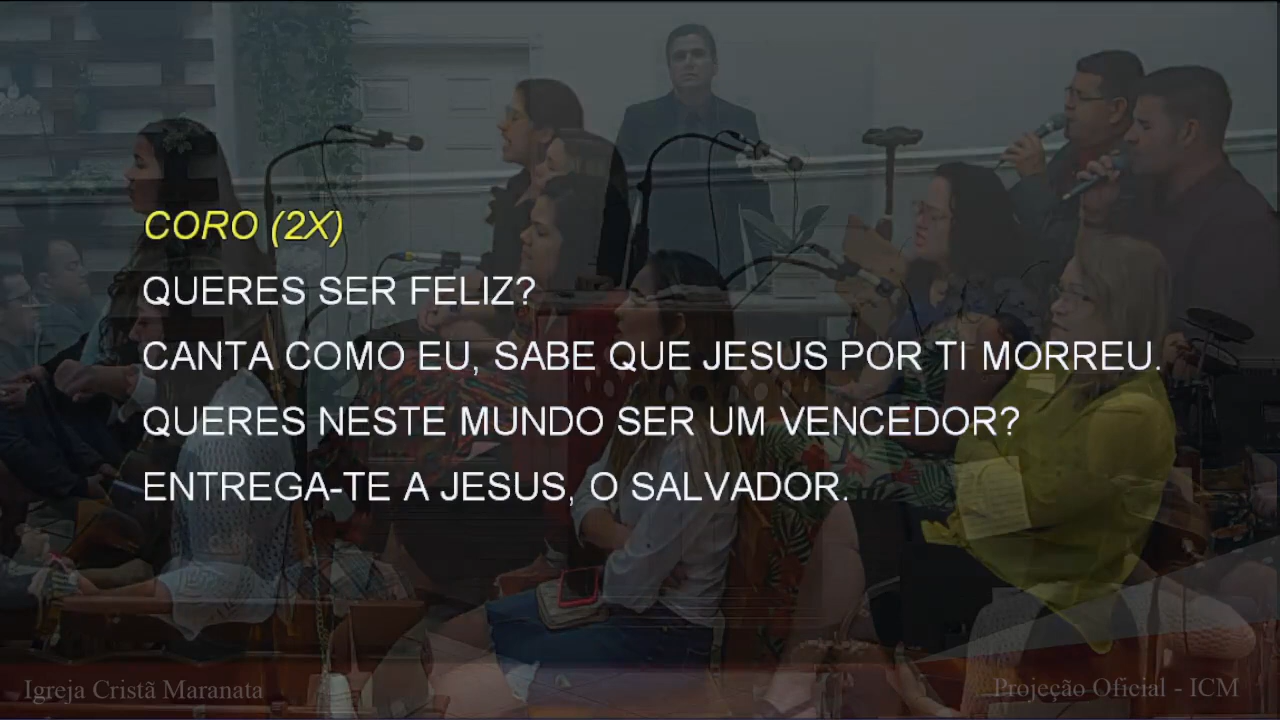 CORO (2X)
QUERES SER FELIZ?
CANTA COMO EU, SABE QUE JESUS POR TI MORREU.
QUERES NESTE MUNDO SER UM VENCEDOR?
ENTREGA-TE A JESUS, O SALVADOR.
Igreja Cristã Maranata
Projeção Oficial - ICM